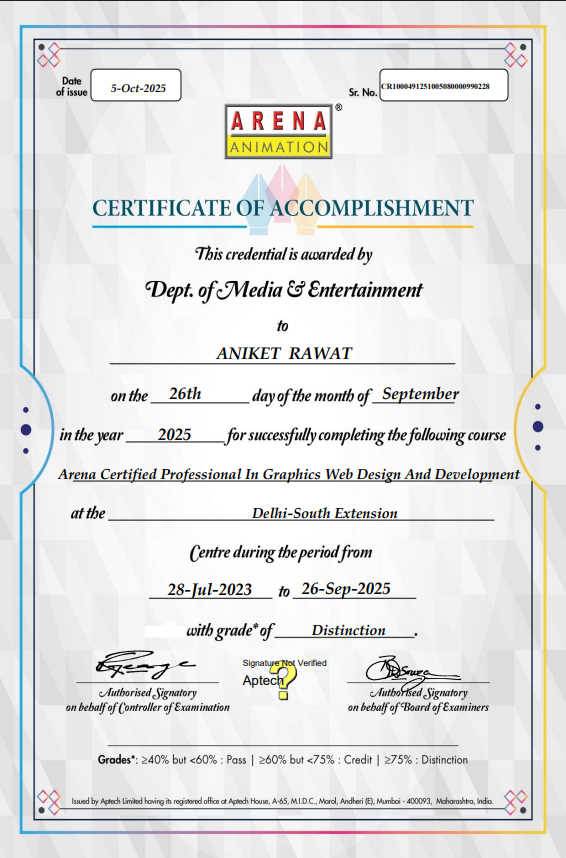 Date
of issue
5-Oct-2025
Sr. No.
CR1000491251005080000990228
ARENA
®
ANIMATION
CERTIFICATE OF ACCOMPLISHMENT
This credential is awarded by
Dept. of Media & Entertainment
to
ANIKET RAWAT
on the 26th day of the month of September
in the year 2025 for successfully completing the following course
Arena Certified Professional In Graphics Web Design And Development
at the Delhi-South Extension
Centre during the period from
28-Jul-2023 to 26-Sep-2025
with grade* of Distinction.
Signature Not Verified
Aptech
?
Authorised Signatory
on behalf of Controller of Examination
Authorised Signatory
on behalf of Board of Examiners
Grades*: ≥40% but <60% : Pass | ≥60% but <75% : Credit | ≥75% : Distinction
Issued by Aptech Limited having its registered office at Aptech House, A-65, M.I.D.C., Marol, Andheri (E), Mumbai - 400093, Maharashtra, India.